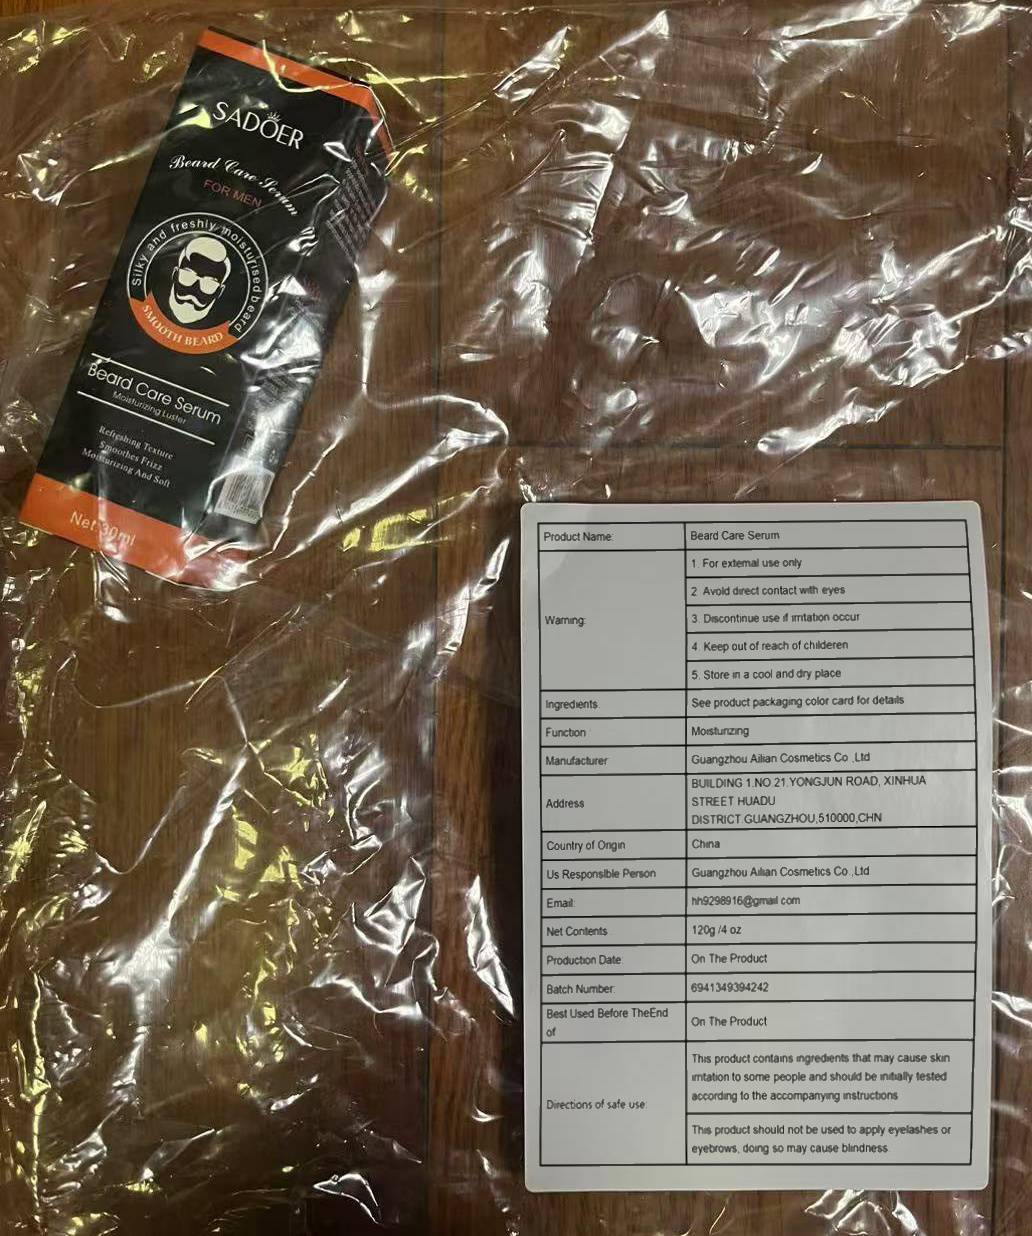 SADOER
Beard Care Serum
FOR MEN
Silky and freshly moisturised beard
SMOOTH BEARD
Beard Care Serum
Moisturizing Luster
Refreshing Texture
Smoothes Frizz
Moisturizing And Soft
Net:30ml
Product Name: Beard Care Serum
Warning:
1. For external use only
2 Avold direct contact with eyes
3 Discontinue use if irritation occur
4 Keep out of reach of childeren
5. Store in a cool and dry place
Ingredients See product packaging color card for details
Function Moisturizing
Manufacturer Guangzhou Ailian Cosmetics Co.,Ltd
Address
BUILDING 1.NO 21.YONGJUN ROAD, XINHUA
STREET HUADU
DISTRICT GUANGZHOU,510000,CHN
Country of Origin China
Us Responsible Person Guangzhou Ailian Cosmetics Co.,Ltd
Email: hh9298916@gmail com
Net Contents 120g /4 oz
Production Date: On The Product
Batch Number: 6941349394242
Best Used Before TheEnd
of
On The Product
Directions of safe use:
This product contains ingredients that may cause skin
irritation to some people and should be initially tested
according to the accompanying instructions
This product should not be used to apply eyelashes or
eyebrows, doing so may cause blindness.